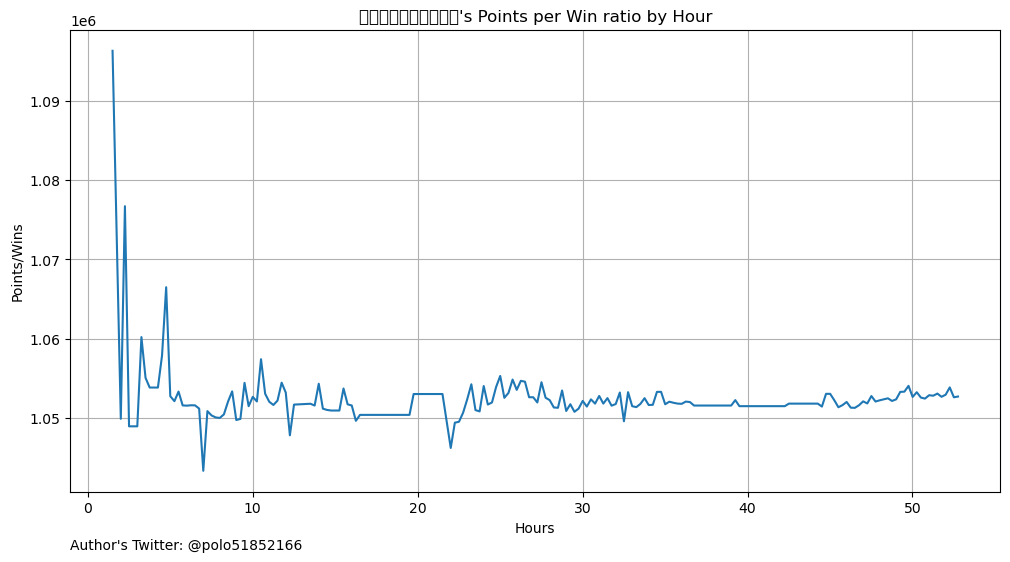 's Points per Win ratio by Hour
1e6
1.09
1.08
1.07
1.06
1.05
Points/Wins
0
10
20
30
40
50
Hours
Author's Twitter: @polo51852166